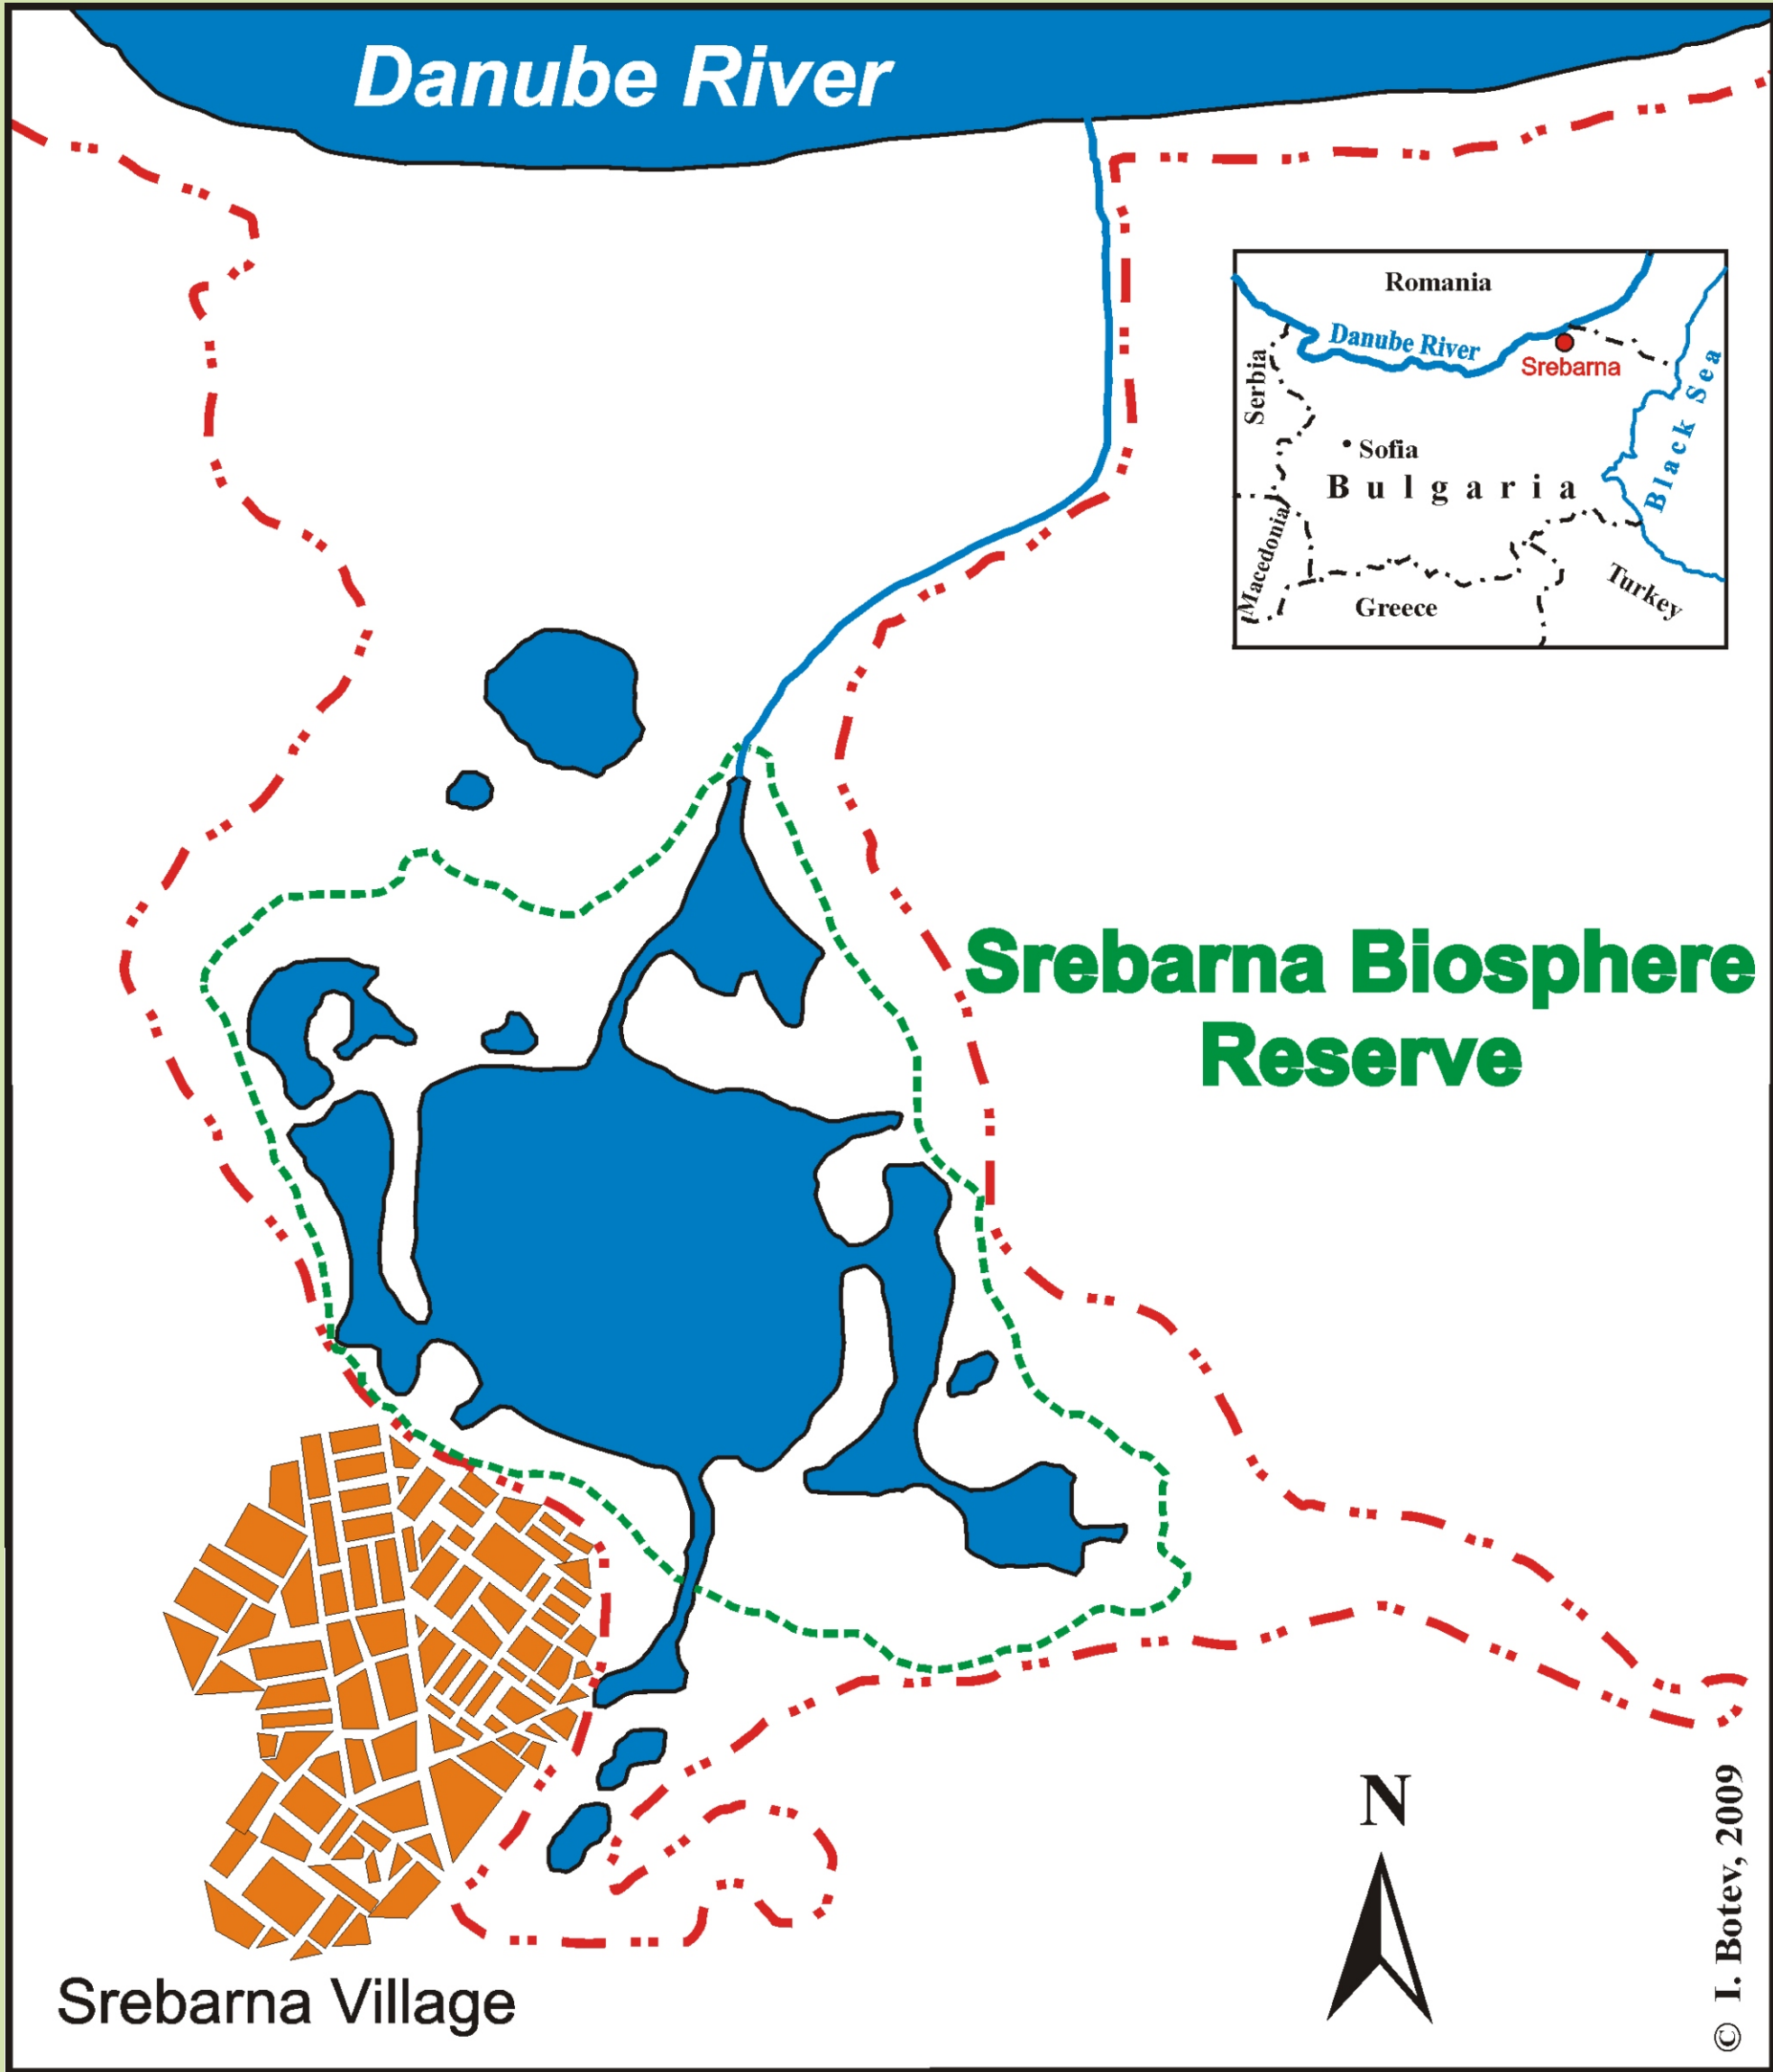 Danube River
Romania
Danube River
Srebarna
Serbia
Black Sea
Sofia
Bulgaria
Macedonia
Greece
Turkey
Srebarna Biosphere
Reserve
N
Srebarna Village
© I. Botev, 2009